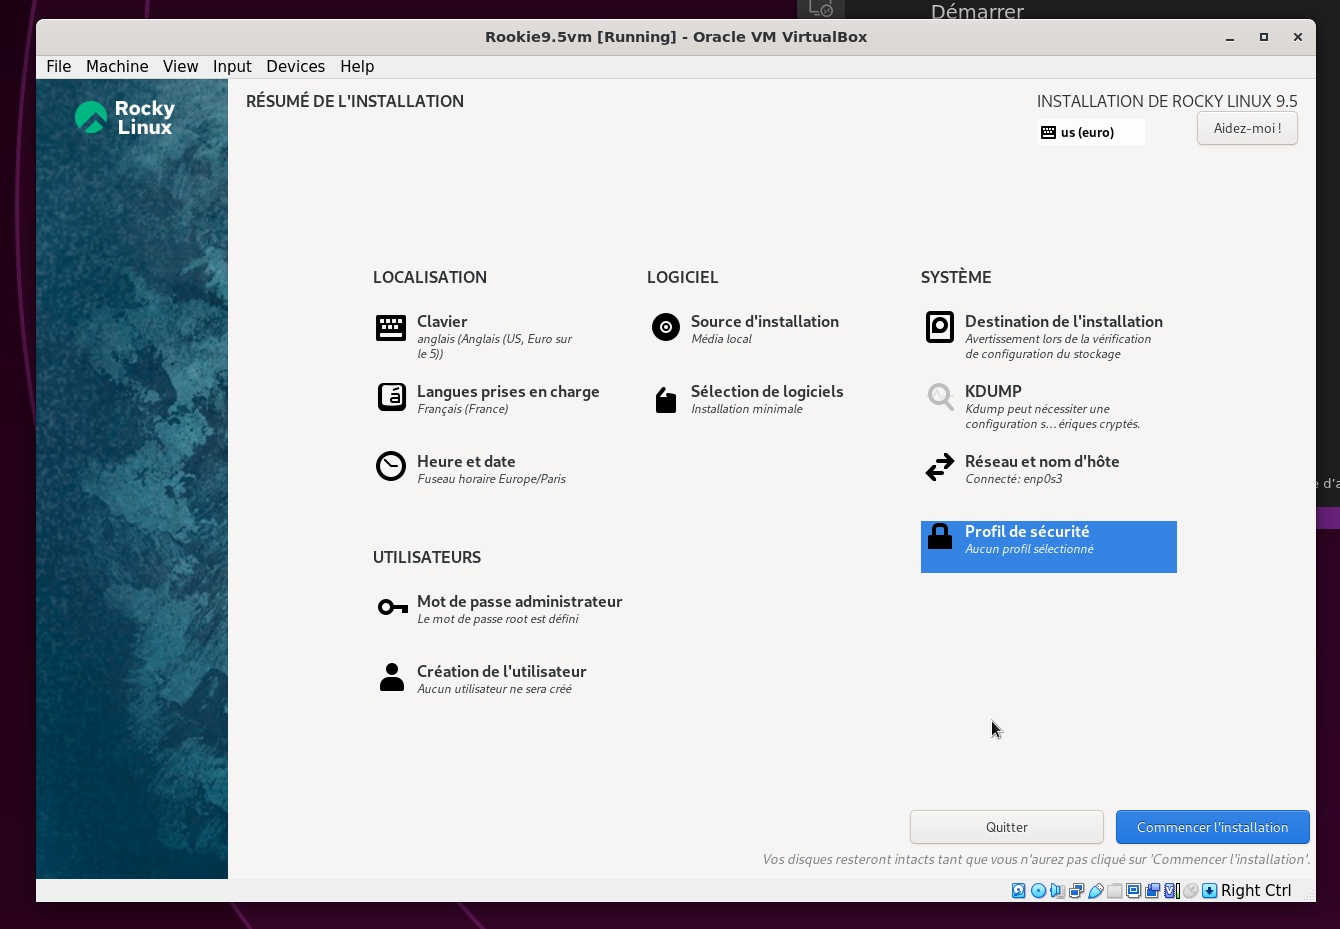 Démarrer
Rookie9.5vm [Running] - Oracle VM VirtualBox
File Machine View Input Devices Help
Rocky
Linux
RÉSUMÉ DE L'INSTALLATION
INSTALLATION DE ROCKY LINUX 9.5
us (euro)
Aidez-moi !
LOCALISATION
Clavier
anglais (Anglais (US, Euro sur
le 5))
Langues prises en charge
Français (France)
Heure et date
Fuseau horaire Europe/Paris
LOGICIEL
Source d'installation
Média local
Sélection de logiciels
Installation minimale
SYSTÈME
Destination de l'installation
Avertissement lors de la vérification
de configuration du stockage
KDUMP
Kdump peut nécessiter une
configuration s…ériques cryptés.
Réseau et nom d'hôte
Connecté: enp0s3
Profil de sécurité
Aucun profil sélectionné
UTILISATEURS
Mot de passe administrateur
Le mot de passe root est défini
Création de l'utilisateur
Aucun utilisateur ne sera créé
Quitter
Commencer l'installation
Vos disques resteront intacts tant que vous n'aurez pas cliqué sur 'Commencer l'installation'.
Right Ctrl